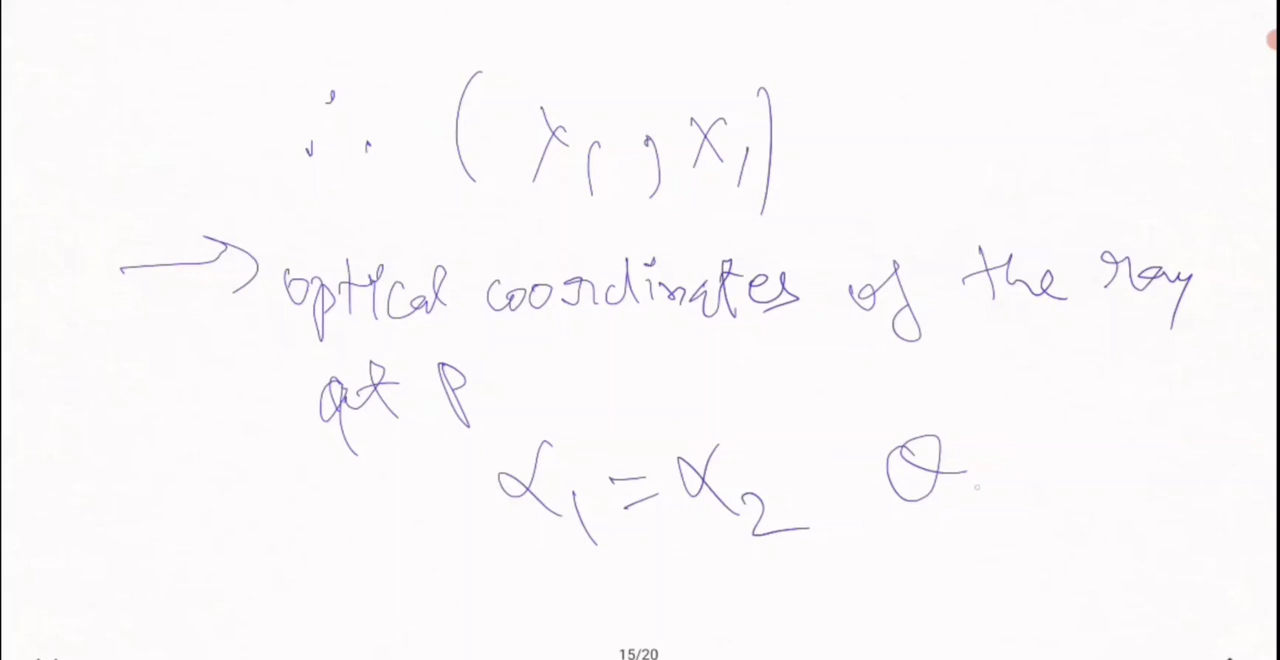 ∴ (x₁, x₁)
→ optical coordinates of the ray
at P
α₁ = α₂ θ
15/20